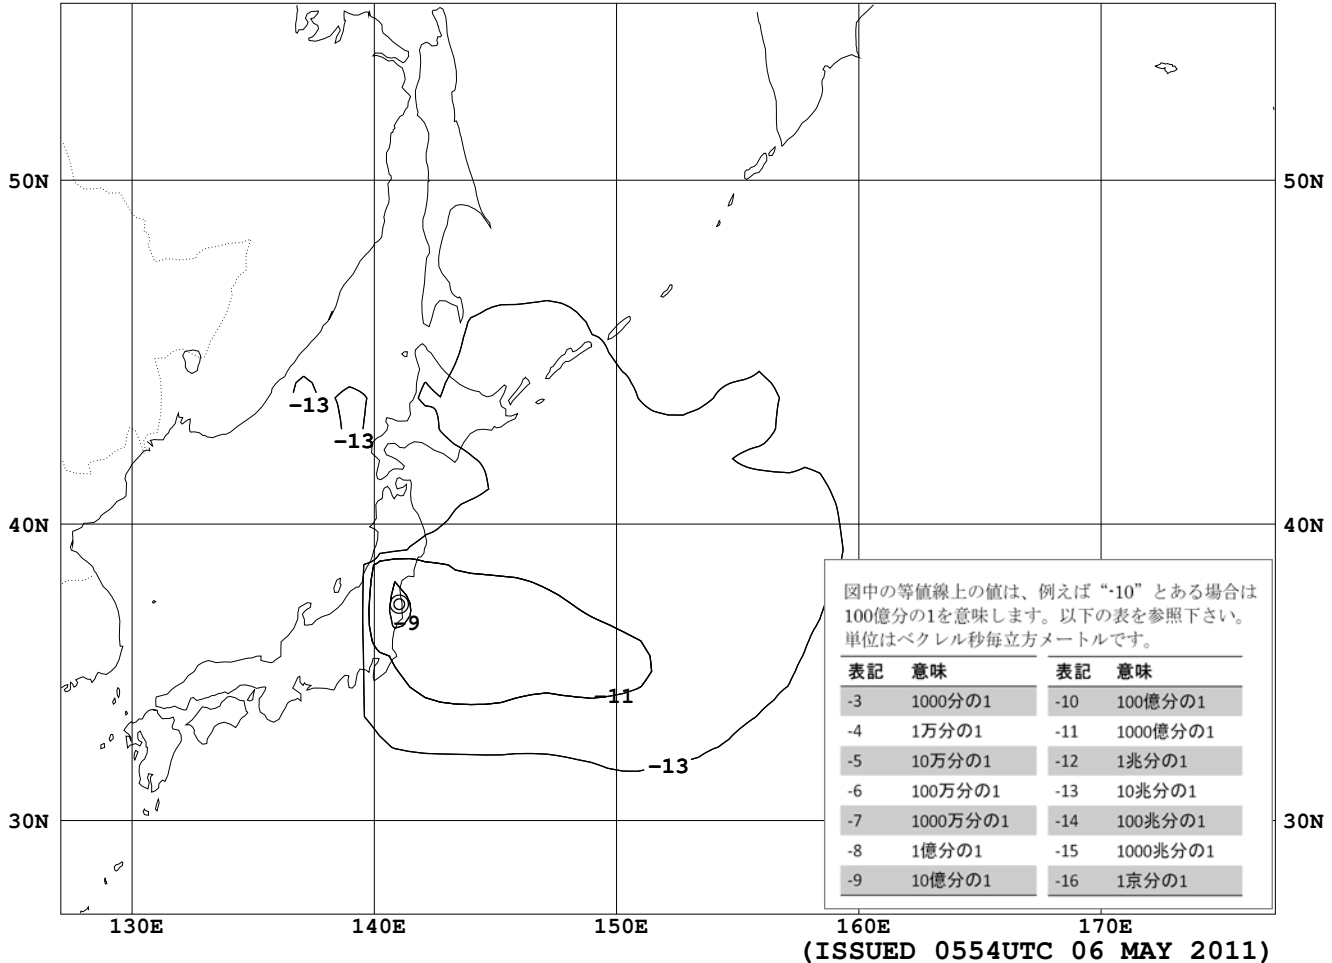 50N 50N
-13
-13
40N 40N
図中の等値線上の値は、例えば“-10”とある場合は
100億分の1を意味します。以下の表を参照下さい。
単位はベクレル秒毎立方メートルです。
-9
表記 意味 表記 意味
-3 1000分の1 -10 100億分の1
-11
-4 1万分の1 -11 1000億分の1
-5 10万分の1 -12 1兆分の1
-13
-6 100万分の1 -13 10兆分の1
-7 1000万分の1 -14 100兆分の1
30N 30N
-8 1億分の1 -15 1000兆分の1
-9 10億分の1 -16 1京分の1
130E 140E 150E 160E 170E
(ISSUED 0554UTC 06 MAY 2011)